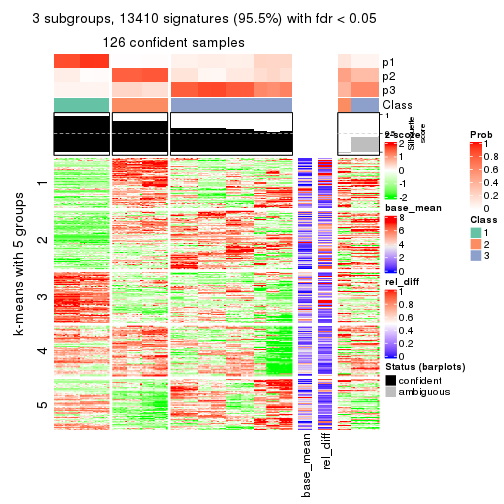 3 subgroups, 13410 signatures (95.5%) with fdr < 0.05
126 confident samples
p1
p2
p3
Class
1
0.5
Silhouette
score
z-score
2
1
0
-1
-2
base_mean
8
6
4
2
0
rel_diff
1
0.8
0.6
0.4
0.2
0
Status (barplots)
confident
ambiguous
Prob
1
0.8
0.6
0.4
0.2
0
Class
1
2
3
k-means with 5 groups
1
2
3
4
5
base_mean
rel_diff